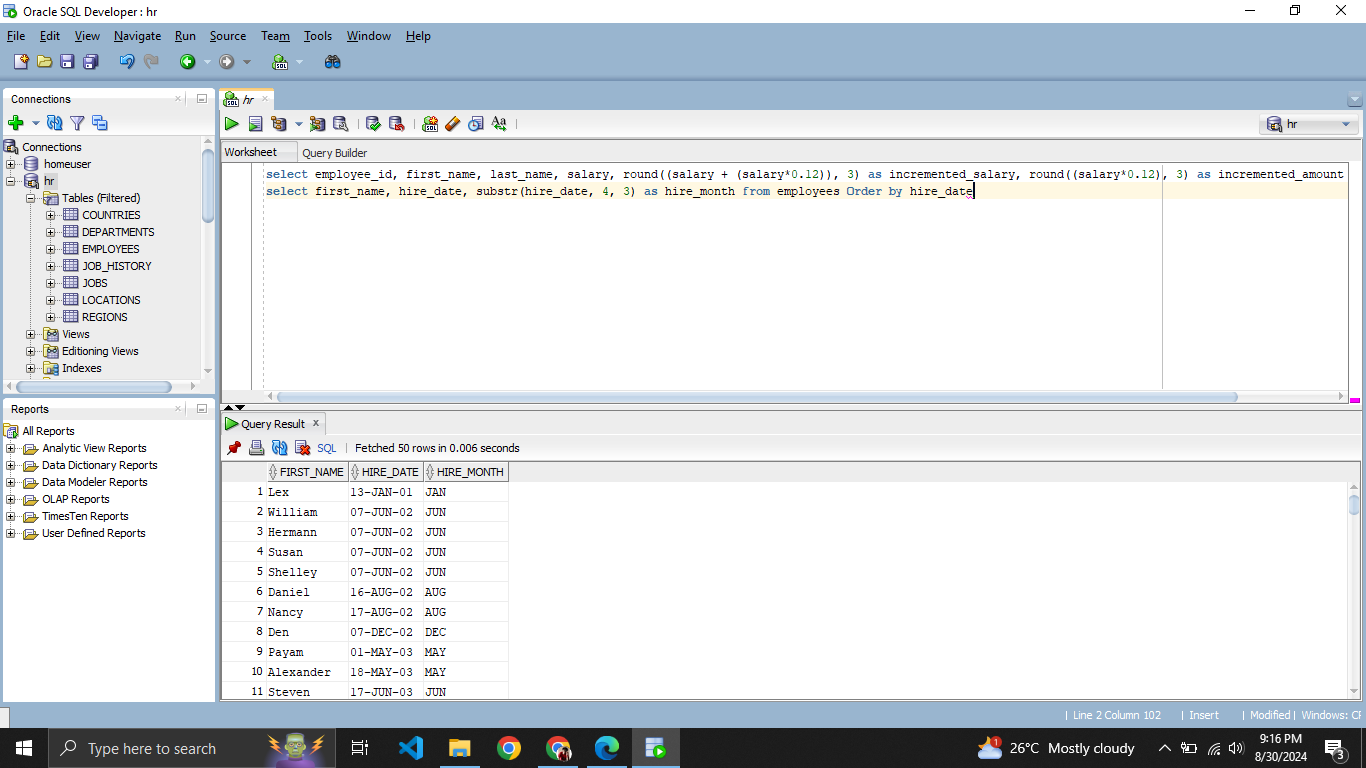 Oracle SQL Developer : hr
File Edit View Navigate Run Source Team Tools Window Help
Connections
Connections
homeuser
hr
Tables (Filtered)
COUNTRIES
DEPARTMENTS
EMPLOYEES
JOB_HISTORY
JOBS
LOCATIONS
REGIONS
Views
Editioning Views
Indexes
Reports
All Reports
Analytic View Reports
Data Dictionary Reports
Data Modeler Reports
OLAP Reports
TimesTen Reports
User Defined Reports
hr
hr
Worksheet Query Builder
select employee_id, first_name, last_name, salary, round((salary + (salary*0.12)), 3) as incremented_salary, round((salary*0.12), 3) as incremented_amount
select first_name, hire_date, substr(hire_date, 4, 3) as hire_month from employees Order by hire_date
Query Result
SQL | Fetched 50 rows in 0.006 seconds
FIRST_NAME HIRE_DATE HIRE_MONTH
1 Lex 13-JAN-01 JAN
2 William 07-JUN-02 JUN
3 Hermann 07-JUN-02 JUN
4 Susan 07-JUN-02 JUN
5 Shelley 07-JUN-02 JUN
6 Daniel 16-AUG-02 AUG
7 Nancy 17-AUG-02 AUG
8 Den 07-DEC-02 DEC
9 Payam 01-MAY-03 MAY
10 Alexander 18-MAY-03 MAY
11 Steven 17-JUN-03 JUN
| Line 2 Column 102 | Insert | Modified | Windows: CF
Type here to search
26°C Mostly cloudy
9:16 PM
8/30/2024
3